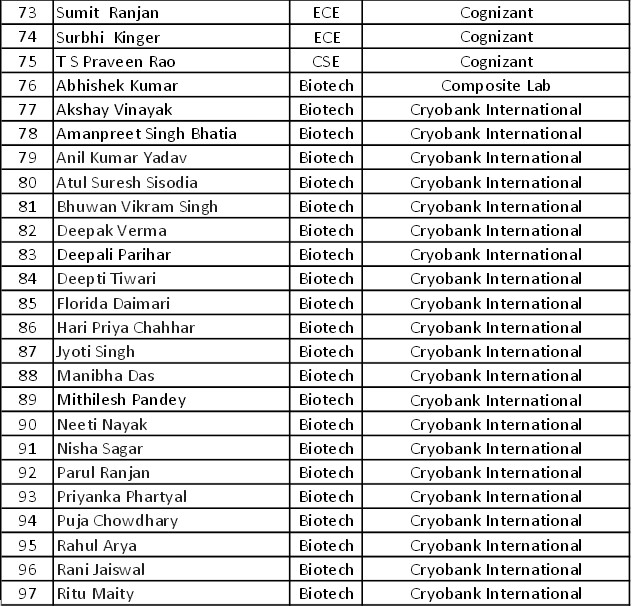 73 Sumit Ranjan ECE Cognizant
74 Surbhi Kinger ECE Cognizant
75 T S Praveen Rao CSE Cognizant
76 Abhishek Kumar Biotech Composite Lab
77 Akshay Vinayak Biotech Cryobank International
78 Amanpreet Singh Bhatia Biotech Cryobank International
79 Anil Kumar Yadav Biotech Cryobank International
80 Atul Suresh Sisodia Biotech Cryobank International
81 Bhuwan Vikram Singh Biotech Cryobank International
82 Deepak Verma Biotech Cryobank International
83 Deepali Parihar Biotech Cryobank International
84 Deepti Tiwari Biotech Cryobank International
85 Florida Daimari Biotech Cryobank International
86 Hari Priya Chahhar Biotech Cryobank International
87 Jyoti Singh Biotech Cryobank International
88 Manibha Das Biotech Cryobank International
89 Mithilesh Pandey Biotech Cryobank International
90 Neeti Nayak Biotech Cryobank International
91 Nisha Sagar Biotech Cryobank International
92 Parul Ranjan Biotech Cryobank International
93 Priyanka Phartyal Biotech Cryobank International
94 Puja Chowdhary Biotech Cryobank International
95 Rahul Arya Biotech Cryobank International
96 Rani Jaiswal Biotech Cryobank International
97 Ritu Maity Biotech Cryobank International